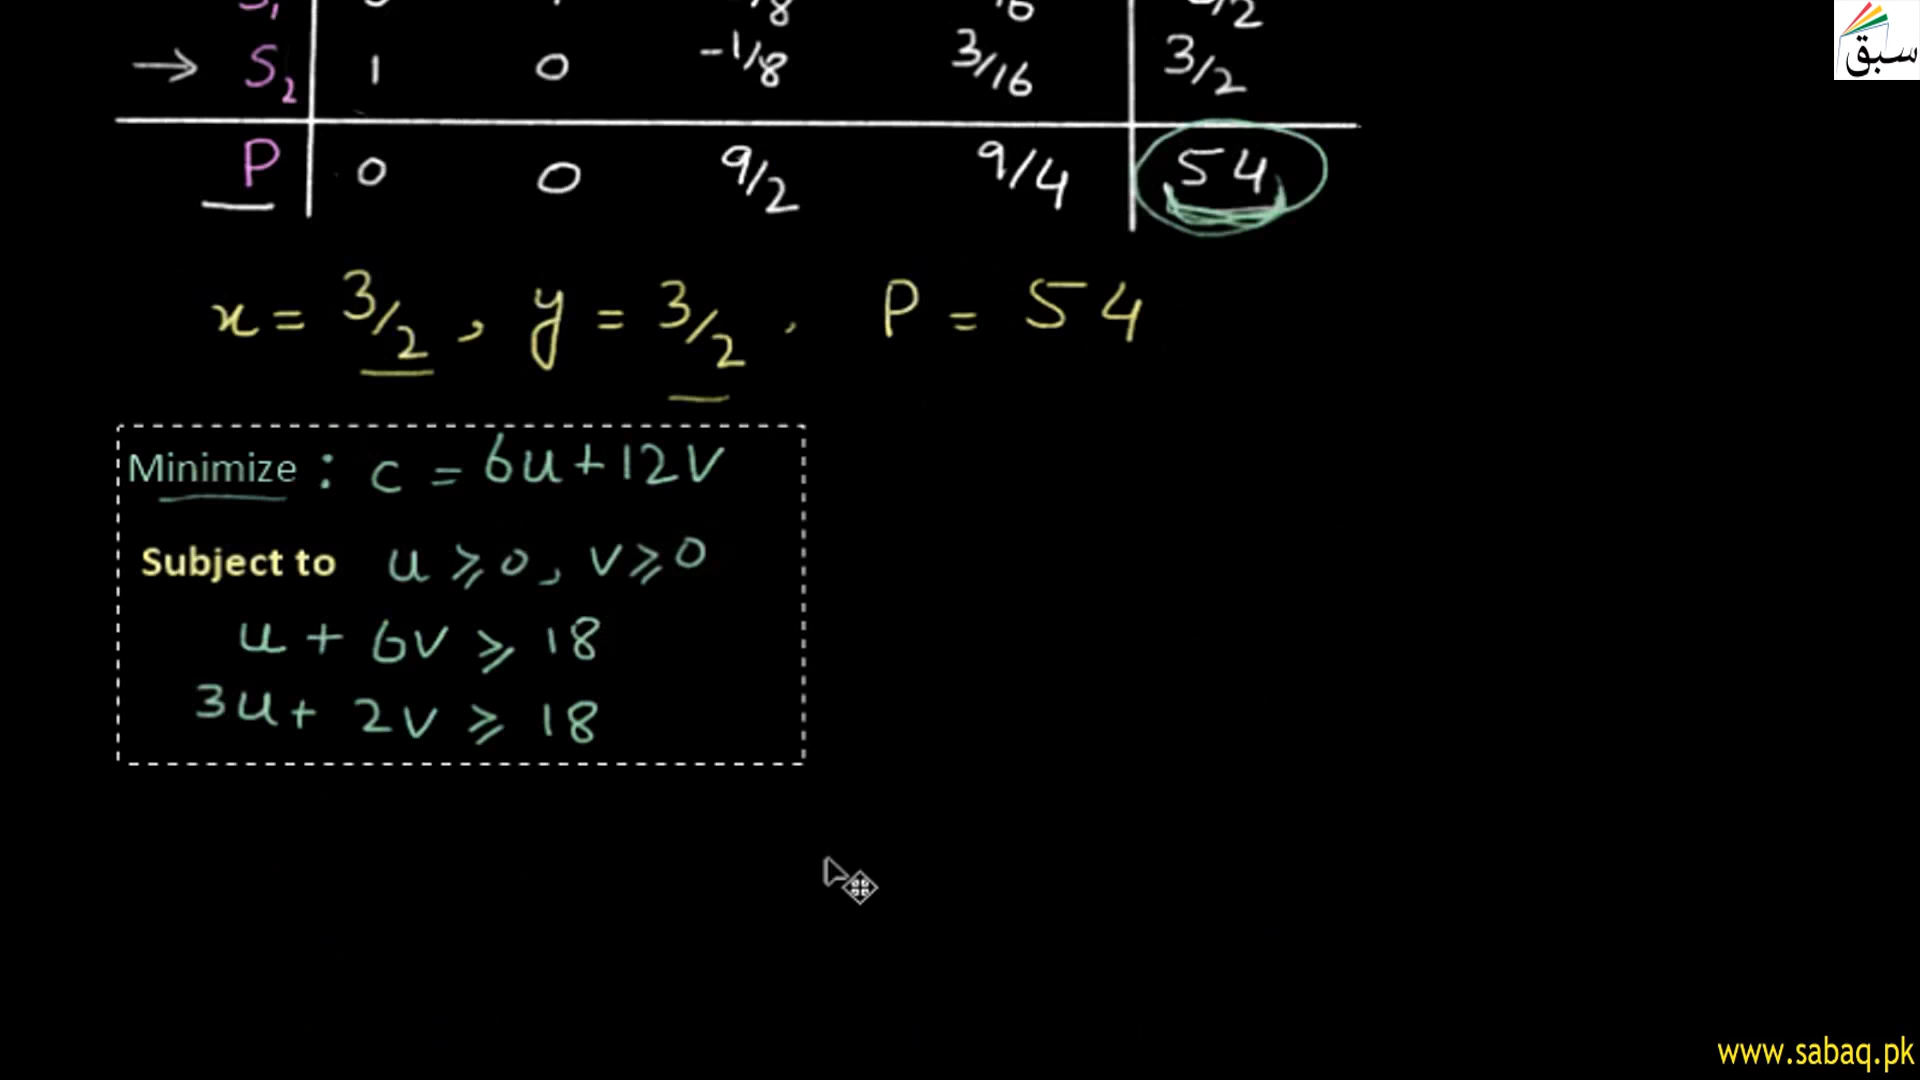 سبق
S₂ 1 0 -1/8 3/16 3/2
P 0 0 9/2 9/4 54
x = 3/2 , y = 3/2 . P = 54
Minimize : c = 6u + 12v
Subject to u ⩾ 0 , v ⩾ 0
u + 6v ⩾ 18
3u + 2v ⩾ 18
www.sabaq.pk